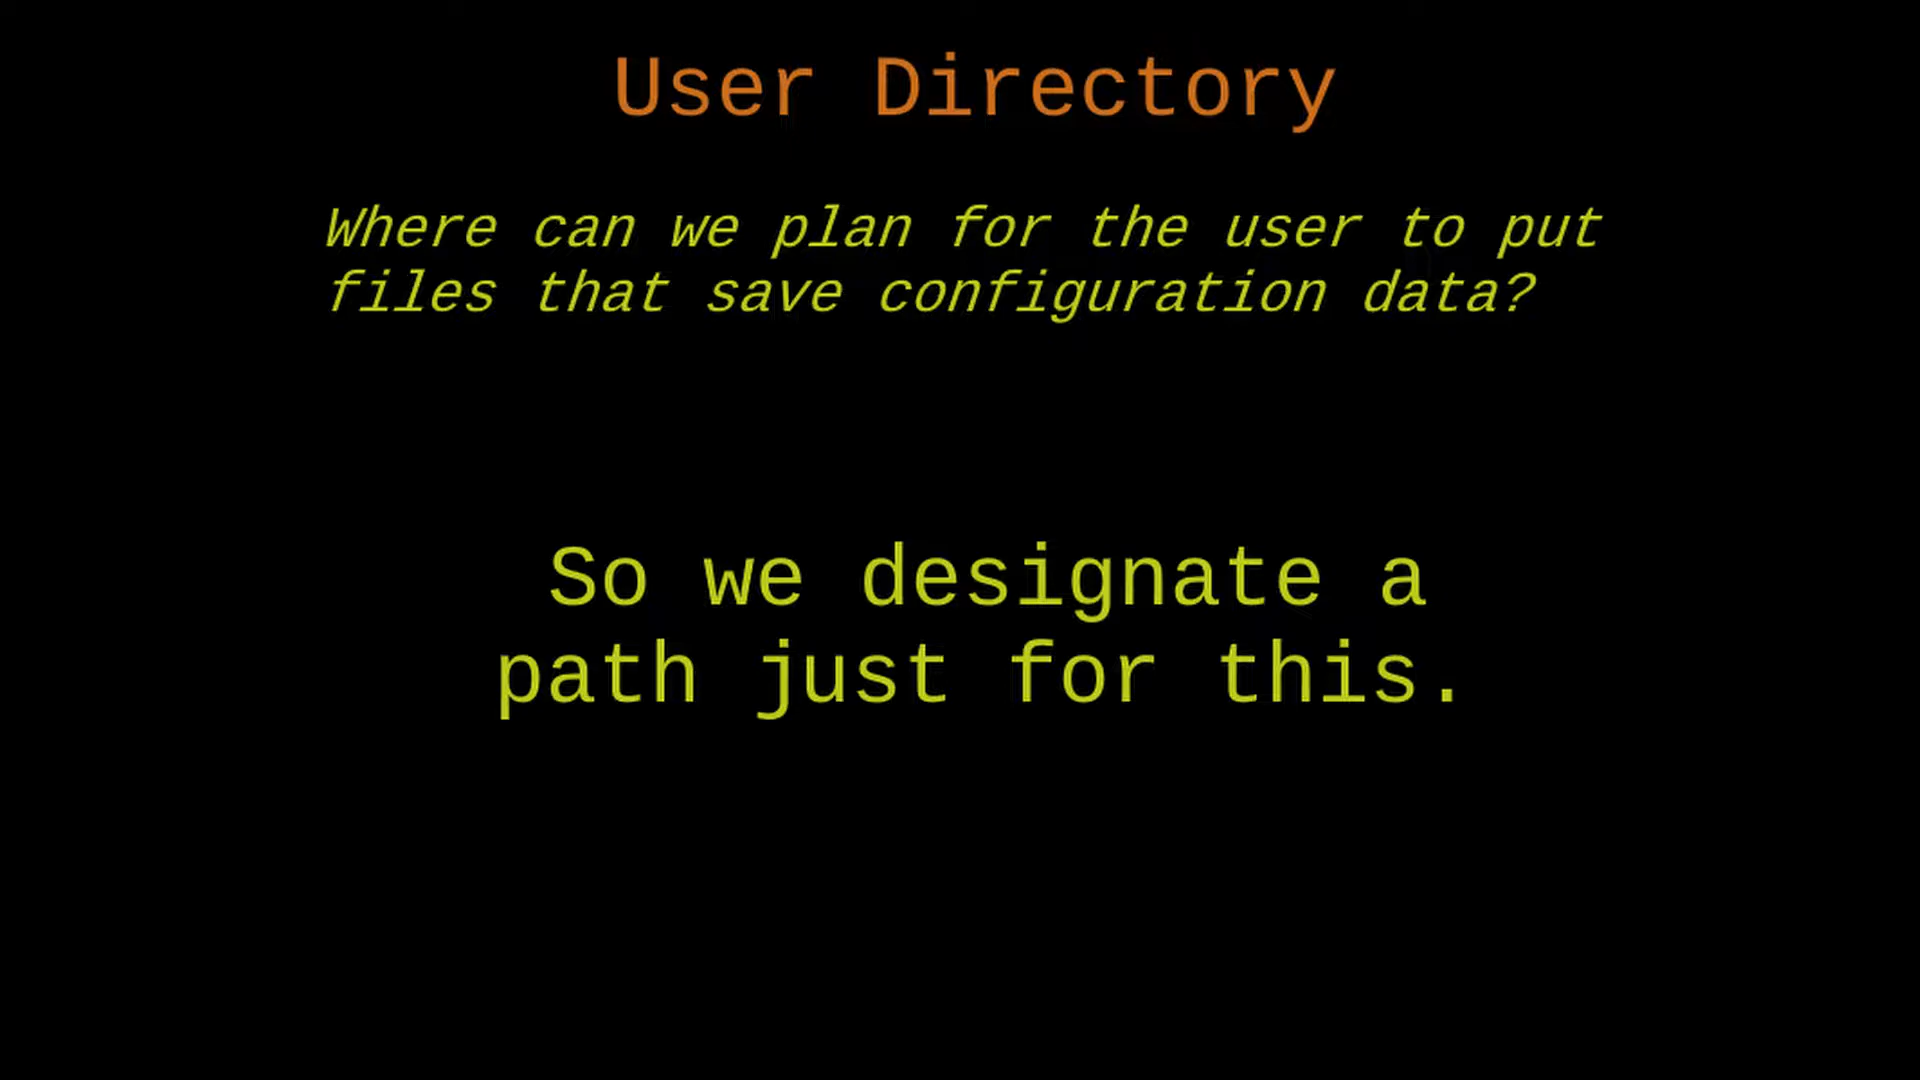 User Directory
Where can we plan for the user to put
files that save configuration data?
So we designate a
path just for this.